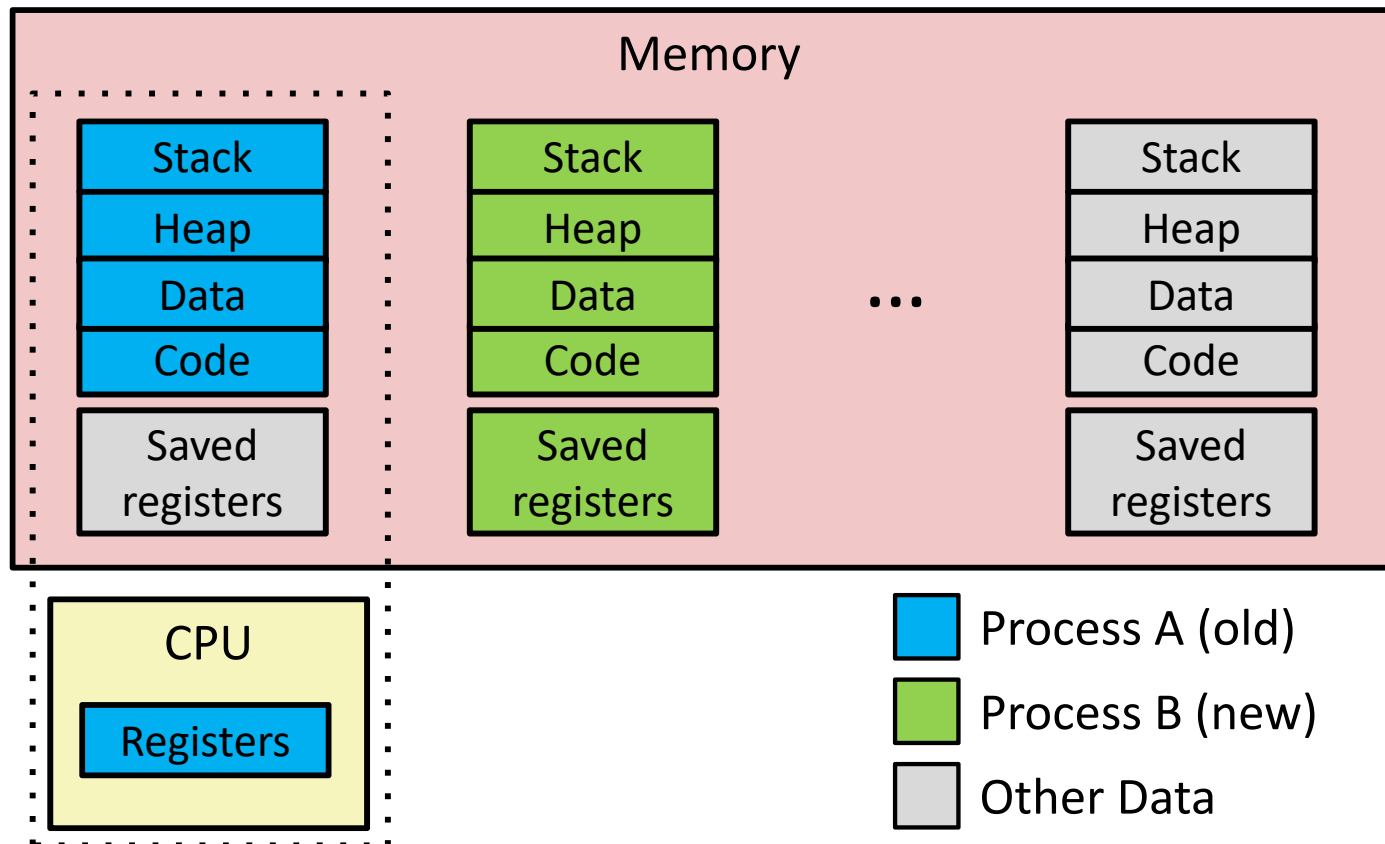 Memory
Stack
Heap
Data
Code
Saved
registers
Stack
Heap
Data
Code
Saved
registers
...
Stack
Heap
Data
Code
Saved
registers
CPU
Registers
Process A (old)
Process B (new)
Other Data